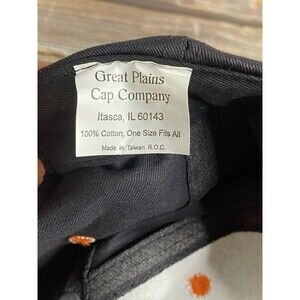 Great Plains
Cap Company
Itasca, IL 60143
100% Cotton, One Size Fits All
Made in Taiwan R.O.C.